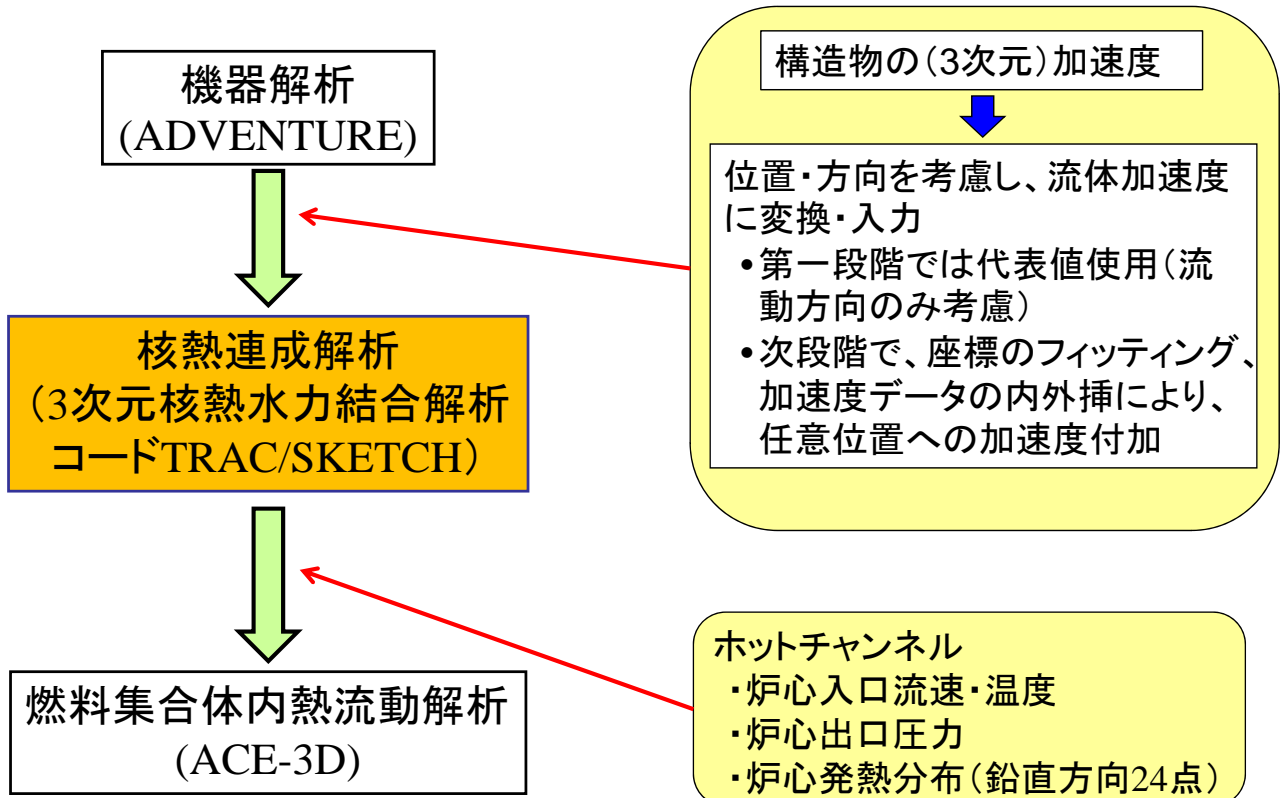 機器解析
(ADVENTURE)
核熱連成解析
（3次元核熱水力結合解析
コードTRAC/SKETCH）
燃料集合体内熱流動解析
(ACE-3D)
構造物の（3次元）加速度
位置・方向を考慮し、流体加速度
に変換・入力
•第一段階では代表値使用（流
動方向のみ考慮）
•次段階で、座標のフィッティング、
加速度データの内外挿により、
任意位置への加速度付加
ホットチャンネル
・炉心入口流速・温度
・炉心出口圧力
・炉心発熱分布（鉛直方向24点）